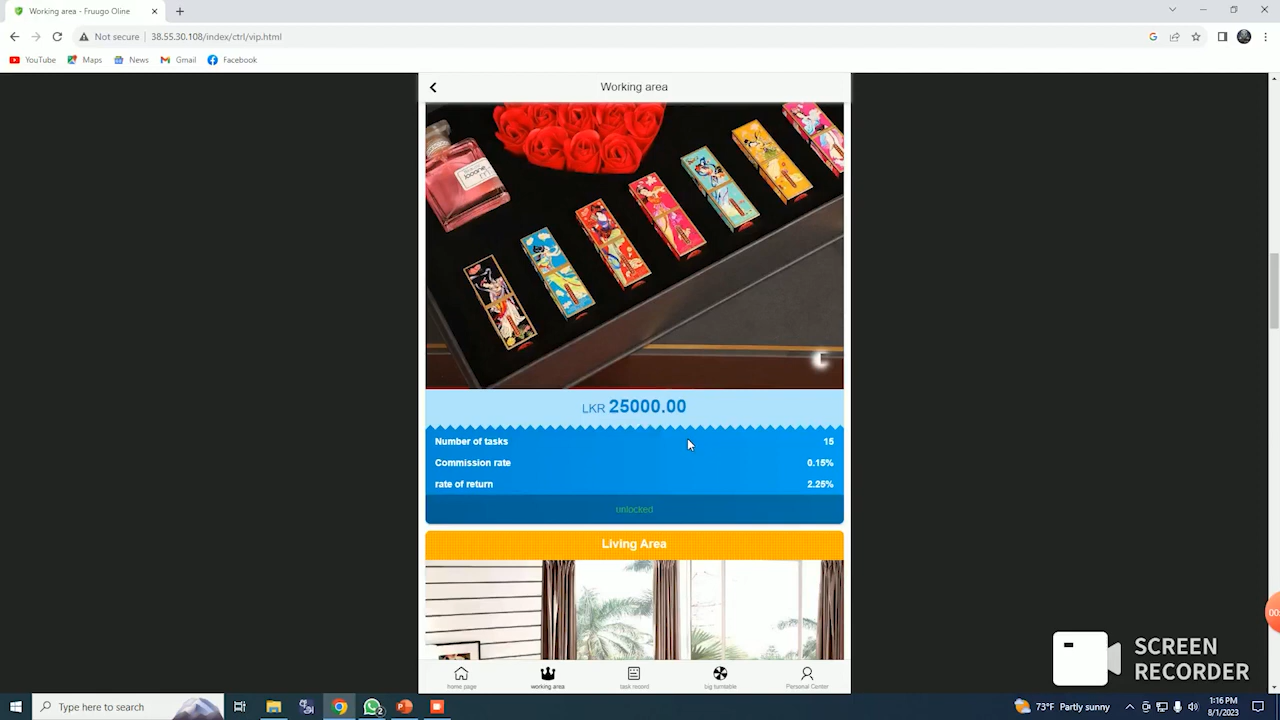 Working area - Fruugo Oline
Not secure
38.55.30.108/index/ctrl/vip.html
YouTube
Maps
News
Gmail
Facebook
Working area
LKR 25000.00
Number of tasks 15
Commission rate 0.15%
rate of return 2.25%
unlocked
Living Area
home page
working area
task record
big turntable
Personal Center
SCREEN
RECORDER
Type here to search
73°F Partly sunny
1:16 PM
8/1/2023